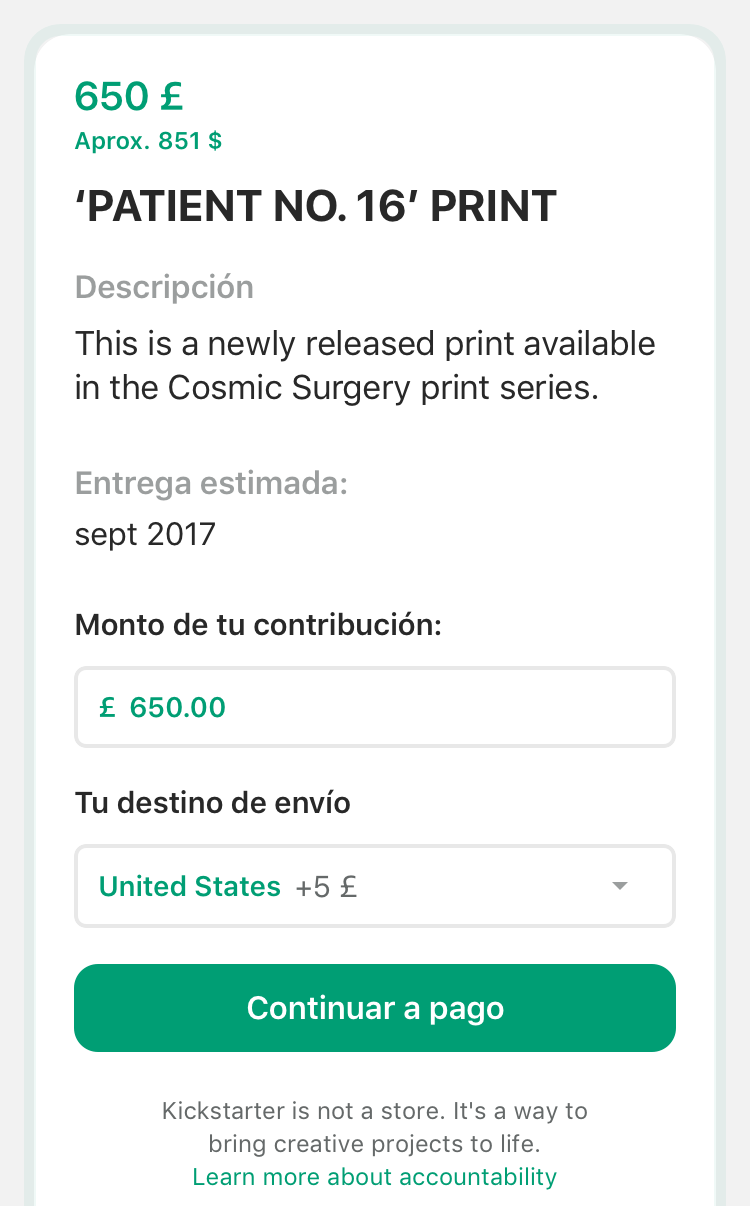 650 £
Aprox. 851 $
‘PATIENT NO. 16’ PRINT
Descripción
This is a newly released print available
in the Cosmic Surgery print series.
Entrega estimada:
sept 2017
Monto de tu contribución:
£ 650.00
Tu destino de envío
United States +5 £
Continuar a pago
Kickstarter is not a store. It's a way to
bring creative projects to life.
Learn more about accountability